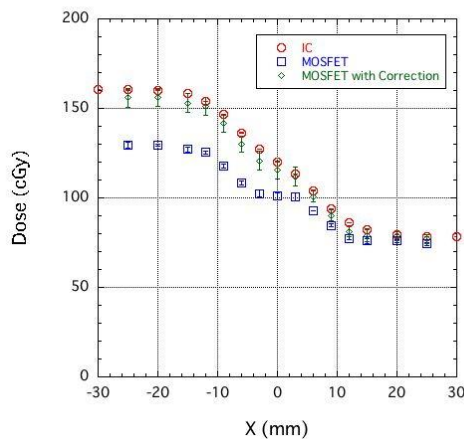 200
150
100
50
0
Dose (cGy)
IC
MOSFET
MOSFET with Correction
-30 -20 -10 0 10 20 30
X (mm)